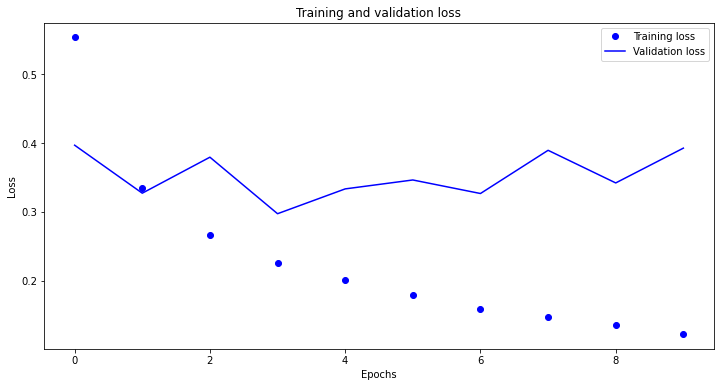 Training and validation loss
Training loss
Validation loss
0.5
0.4
0.3
0.2
Loss
0
2
4
6
8
Epochs